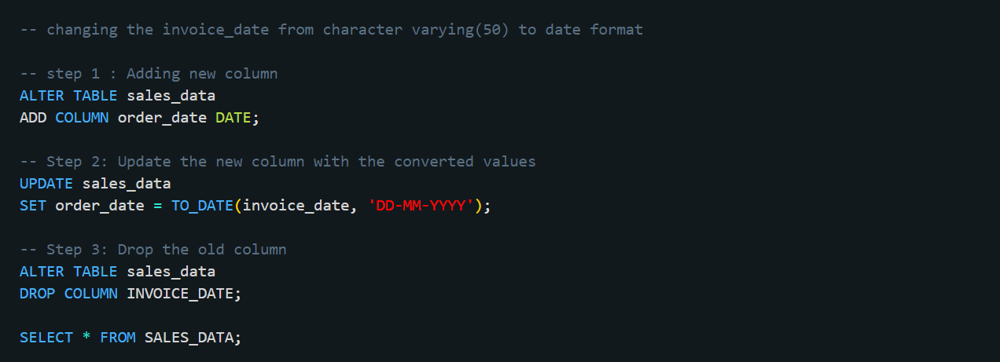 -- changing the invoice_date from character varying(50) to date format
-- step 1 : Adding new column
ALTER TABLE sales_data
ADD COLUMN order_date DATE;
-- Step 2: Update the new column with the converted values
UPDATE sales_data
SET order_date = TO_DATE(invoice_date, 'DD-MM-YYYY');
-- Step 3: Drop the old column
ALTER TABLE sales_data
DROP COLUMN INVOICE_DATE;
SELECT * FROM SALES_DATA;